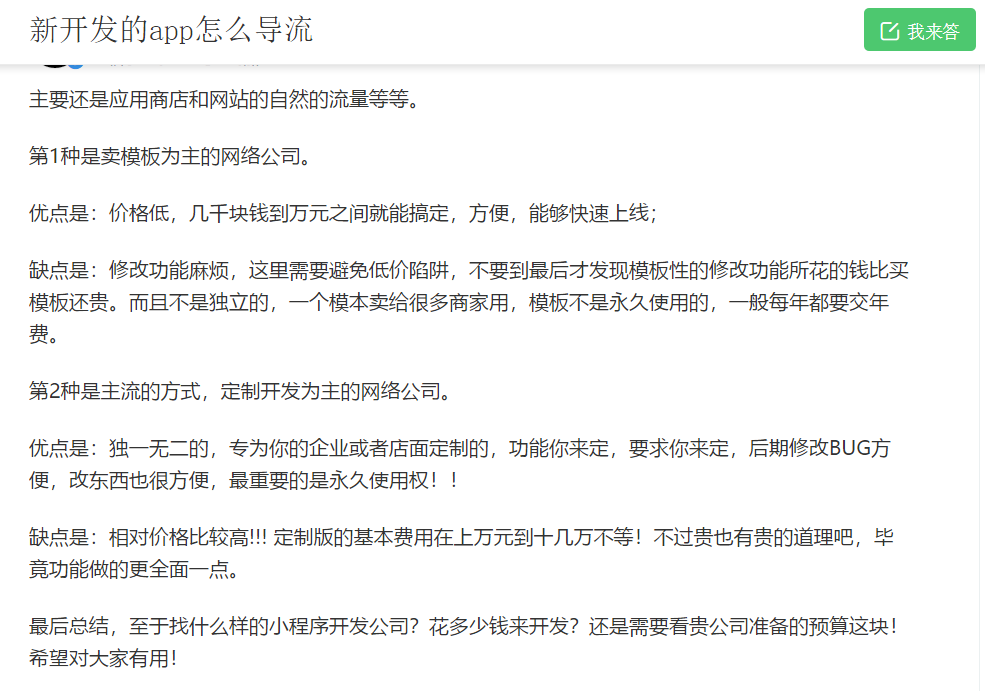 新开发的app怎么导流
我来答
主要还是应用商店和网站的自然的流量等等。
第1种是卖模板为主的网络公司。
优点是：价格低，几千块钱到万元之间就能搞定，方便，能够快速上线；
缺点是：修改功能麻烦，这里需要避免低价陷阱，不要到最后才发现模板性的修改功能所花的钱比买
模板还贵。而且不是独立的，一个模本卖给很多商家用，模板不是永久使用的，一般每年都要交年
费。
第2种是主流的方式，定制开发为主的网络公司。
优点是：独一无二的，专为你的企业或者店面定制的，功能你来定，要求你来定，后期修改BUG方
便，改东西也很方便，最重要的是永久使用权！！
缺点是：相对价格比较高!!! 定制版的基本费用在上万元到十几万不等！不过贵也有贵的道理吧，毕
竟功能做的更全面一点。
最后总结，至于找什么样的小程序开发公司？花多少钱来开发？还是需要看贵公司准备的预算这块！
希望对大家有用！